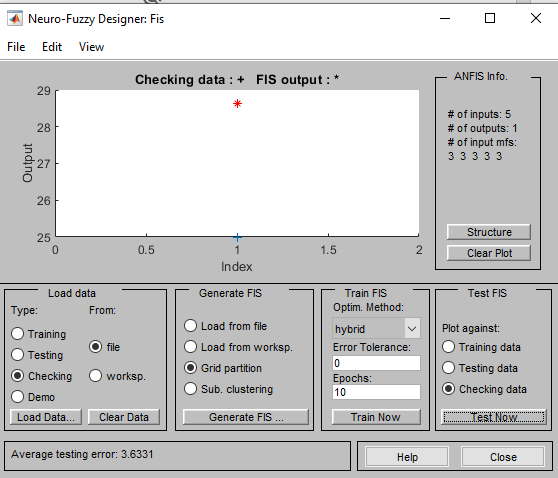 Neuro-Fuzzy Designer: Fis
File Edit View
Checking data : + FIS output : *
29
28
27
26
25
Output
0 0.5 1 1.5 2
Index
ANFIS Info.
# of inputs: 5
# of outputs: 1
# of input mfs:
3 3 3 3 3
Structure
Clear Plot
Load data
Type: From:
Training
Testing
Checking
Demo
file
worksp.
Load Data...
Clear Data
Generate FIS
Load from file
Load from worksp.
Grid partition
Sub. clustering
Generate FIS ...
Train FIS
Optim. Method:
hybrid
Error Tolerance:
0
Epochs:
10
Train Now
Test FIS
Plot against:
Training data
Testing data
Checking data
Test Now
Average testing error: 3.6331
Help
Close